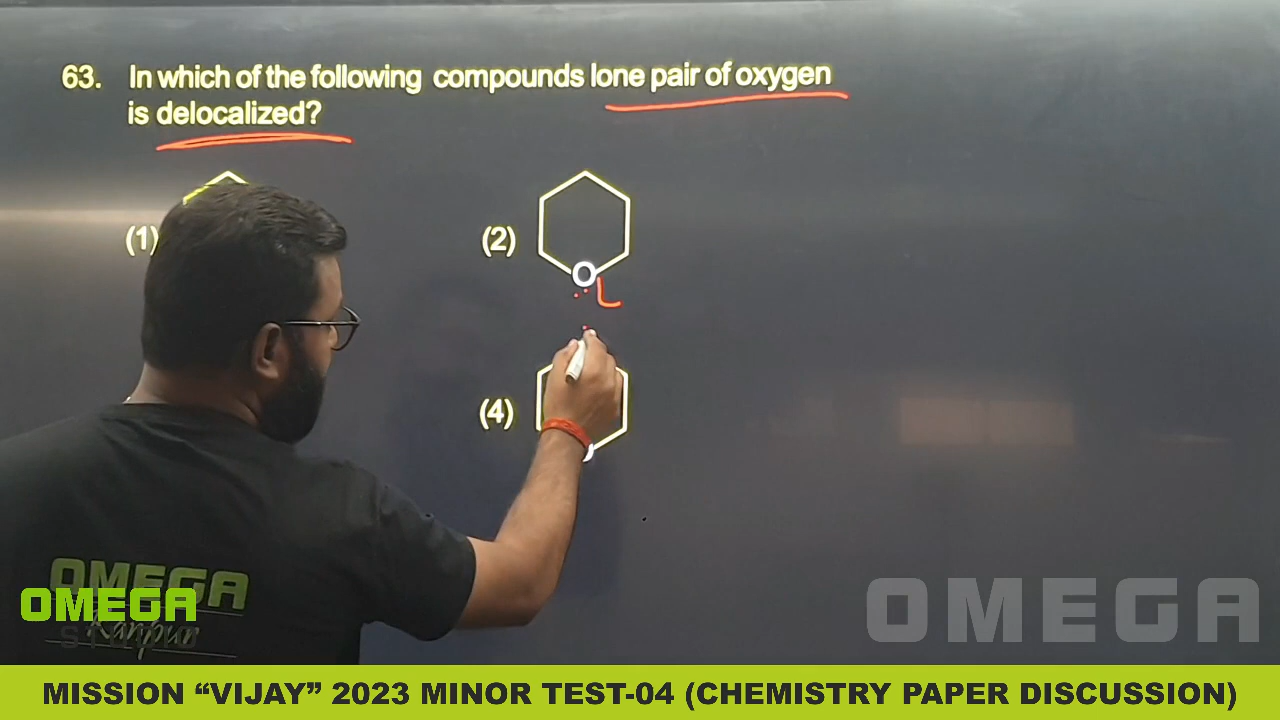 63. In which of the following compounds lone pair of oxygen
is delocalized?
(1)
(2)
O
L
(4)
OMEGA
Kanpur
OMEGA
OMEGA
MISSION “VIJAY” 2023 MINOR TEST-04 (CHEMISTRY PAPER DISCUSSION)